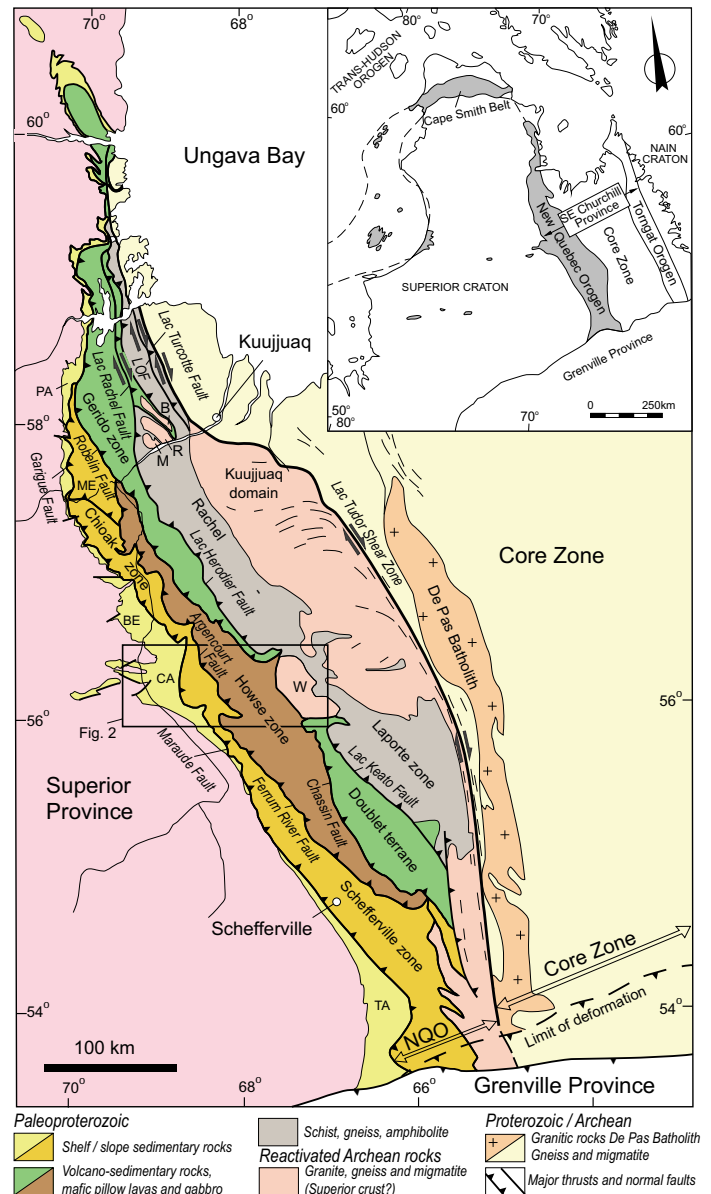 70°
68°
60°
Ungava Bay
80°
70°
TRANS-HUDSON
OROGEN
60°
Cape Smith Belt
60°
NAIN
CRATON
SE Churchill
Province
New Quebec Orogen
Core Zone
Torngat Orogen
SUPERIOR CRATON
Grenville Province
50°
80°
70°
0 250km
Kuujjuaq
Lac Turcotte Fault
LOF
Lac Rachel Fault
PA
58°
Gerido zone
B
R
M
Robelin Fault
Garigue Fault
ME
Kuujjuaq
domain
Rachel
Lac Tudor Shear Zone
Chioak zone
Lac Herodier Fault
Core Zone
De Pas Batholith
BE
Argencourt
Fault
CA
W
56°
56°
Howse zone
Fig. 2
Maraude Fault
Laporte zone
Lac Keato Fault
Superior
Province
Chassin Fault
Ferrum River Fault
Doublet terrane
Schefferville
Schefferville zone
Core Zone
TA
54°
54°
NQO
Limit of deformation
100 km
Grenville Province
70°
68°
66°
Paleoproterozoic
Shelf / slope sedimentary rocks
Volcano-sedimentary rocks,
mafic pillow lavas and gabbro
Schist, gneiss, amphibolite
Reactivated Archean rocks
Granite, gneiss and migmatite
(Superior crust?)
Proterozoic / Archean
Granitic rocks De Pas Batholith
Gneiss and migmatite
Major thrusts and normal faults